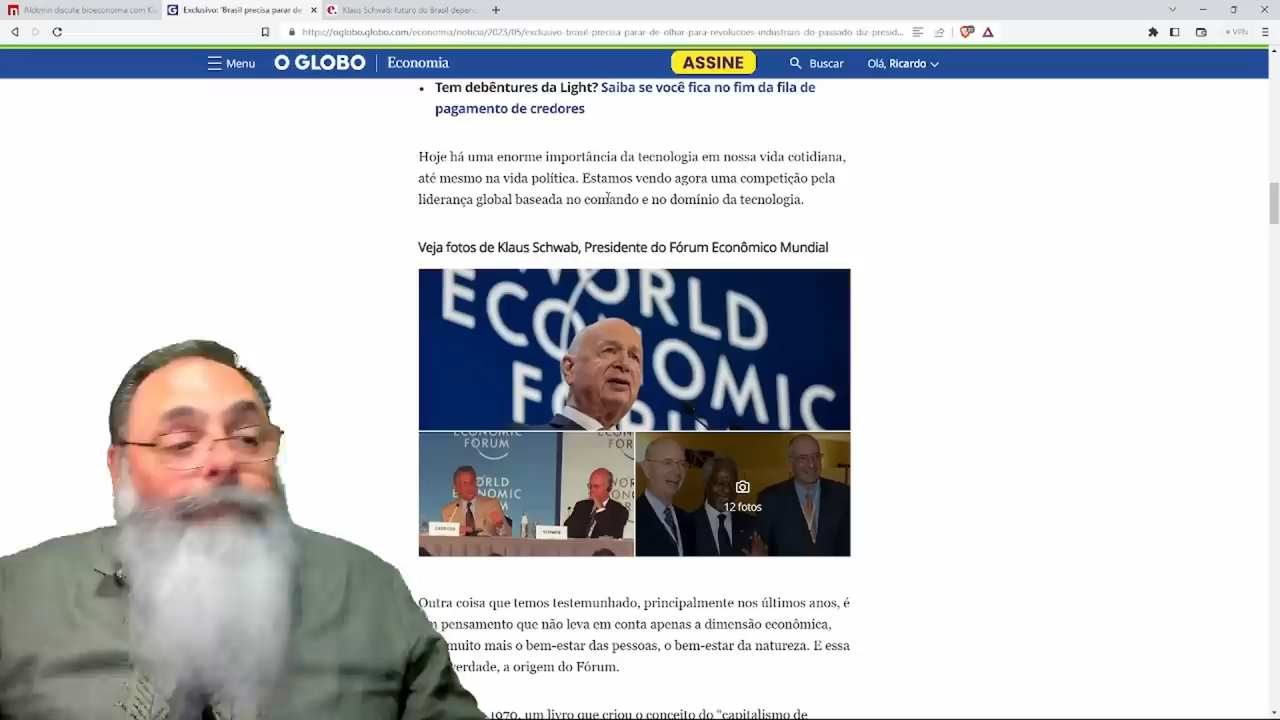 Alckmin discute bioeconomia com Kl
Exclusivo: 'Brasil precisa parar de
Klaus Schwab: futuro do Brasil depen
https://oglobo.globo.com/economia/noticia/2023/05/exclusivo-brasil-precisa-parar-de-olhar-para-revolucoes-industriais-do-passado-diz-presid...
VPN
Menu
O GLOBO
Economia
ASSINE
Buscar
Olá, Ricardo
• Tem debêntures da Light? Saiba se você fica no fim da fila de
pagamento de credores
Hoje há uma enorme importância da tecnologia em nossa vida cotidiana,
até mesmo na vida política. Estamos vendo agora uma competição pela
liderança global baseada no comando e no domínio da tecnologia.
Veja fotos de Klaus Schwab, Presidente do Fórum Econômico Mundial
WORLD
ECONOMIC
FORUM
ECONOMIC
FORUM
WORLD
ECONOMIC
12 fotos
Outra coisa que temos testemunhado, principalmente nos últimos anos, é
pensamento que não leva em conta apenas a dimensão econômica,
muito mais o bem-estar das pessoas, o bem-estar da natureza. E essa
verdade, a origem do Fórum.
1970, um livro que criou o conceito do "capitalismo de